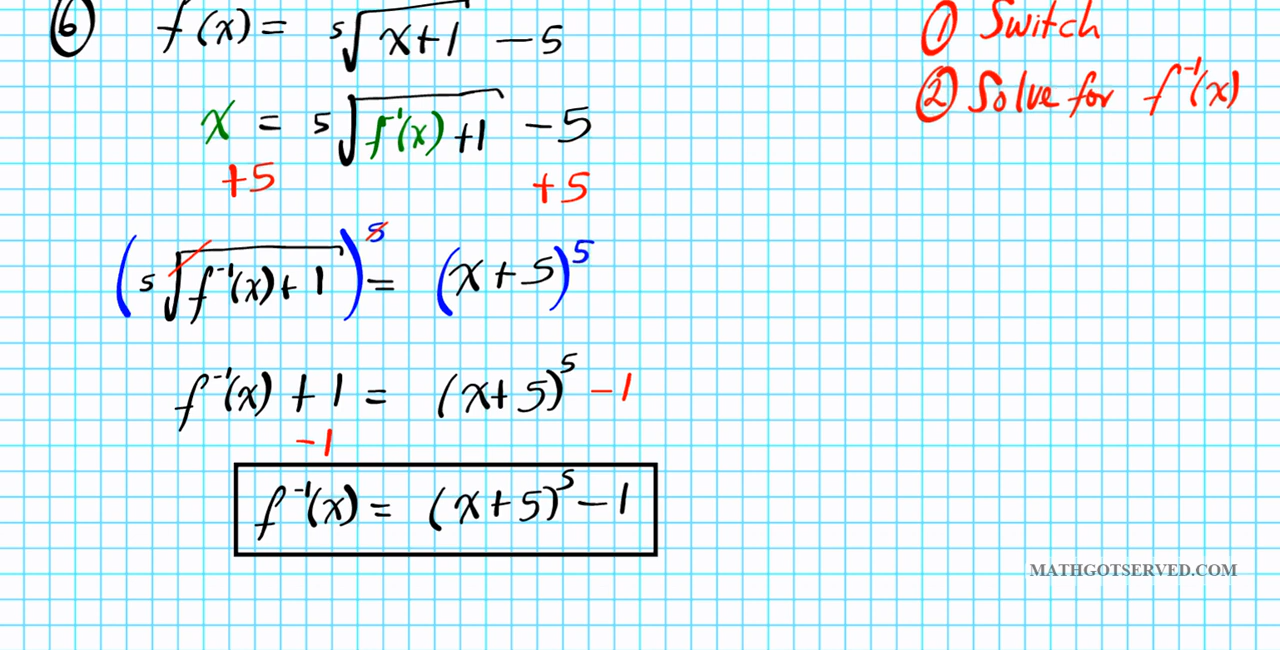 ⑥ f(x) = ⁵√(x+1) −5
x = ⁵√(f⁻¹(x) +1) −5
+5 +5
(⁵√(f⁻¹(x)+1))⁵ = (x+5)⁵
f⁻¹(x) +1 = (x+5)⁵ −1
−1
f⁻¹(x) = (x+5)⁵ −1
① Switch
② Solve for f⁻¹(x)
MATHGOTSERVED.COM